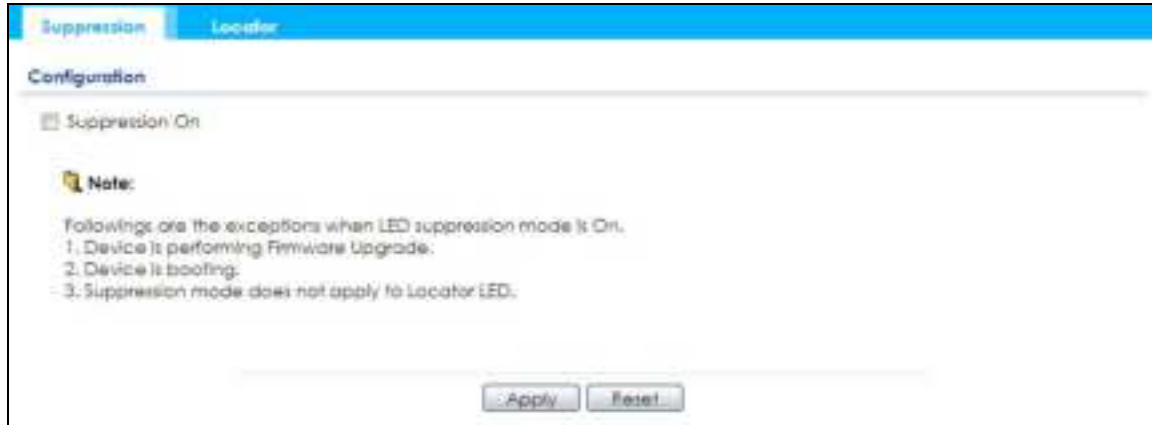 Suppression Locator
Configuration
Suppression On
Note:
Followings are the exceptions when LED suppression mode is On.
1. Device is performing Firmware Upgrade.
2. Device is booting.
3. Suppression mode does not apply to Locator LED.
Apply Reset